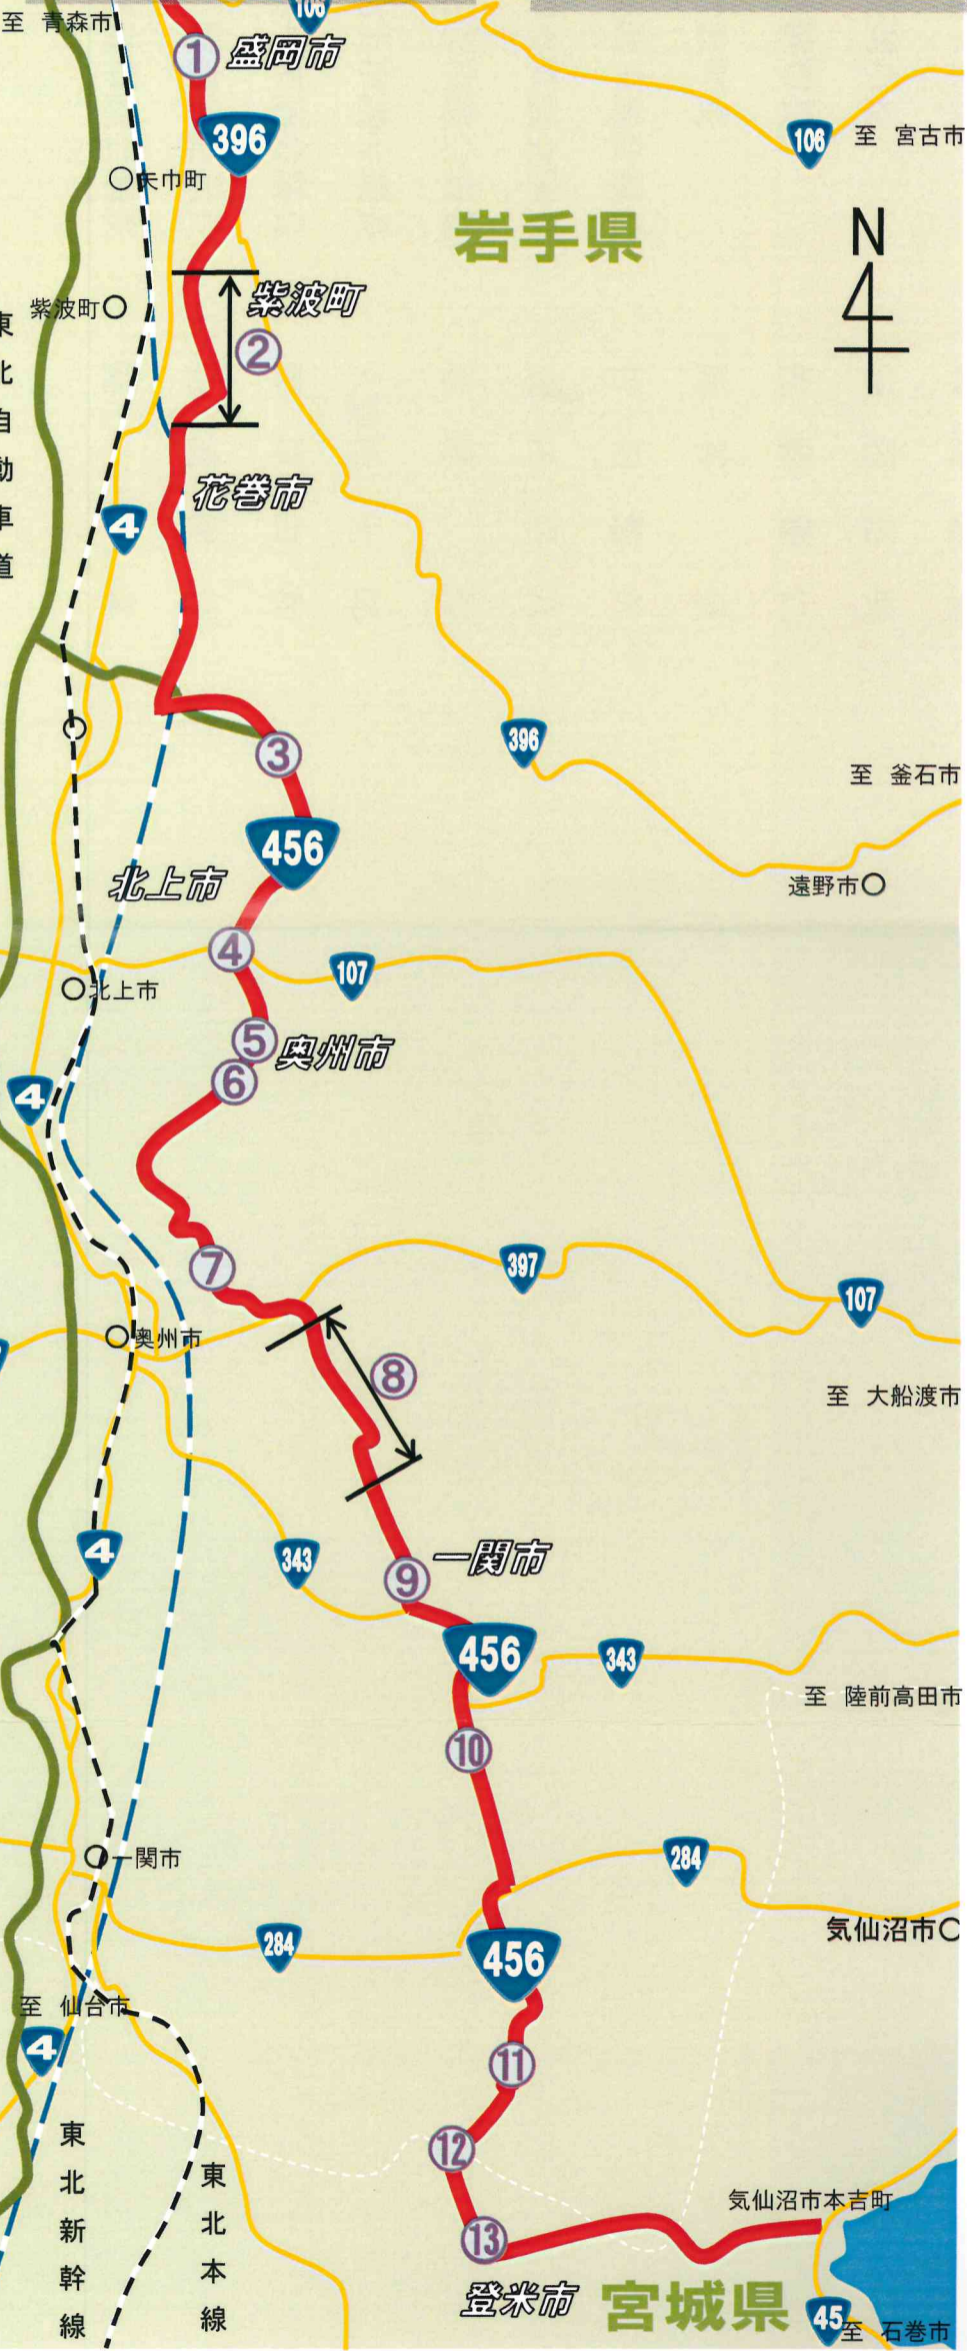 至 青森市
106
① 盛岡市
396
106
至 宮古市
矢巾町
岩手県
N
紫波町
紫波町
②
東北自動車道
花巻市
4
396
③
至 釜石市
456
北上市
遠野市
④
107
北上市
⑤
奥州市
⑥
4
⑦
397
107
奥州市
⑧
至 大船渡市
4
343
一関市
⑨
456
343
至 陸前高田市
⑩
一関市
284
284
気仙沼市
456
至 仙台市
4
⑪
東北新幹線
東北本線
⑫
気仙沼市本吉町
⑬
登米市
宮城県
45
至 石巻市